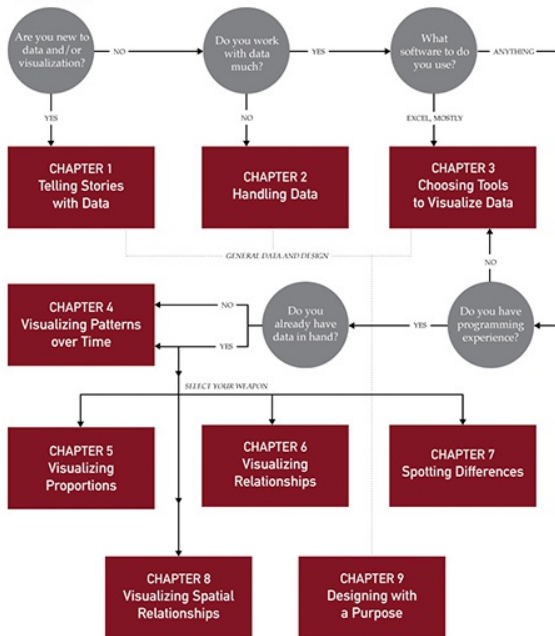 Are you new to
data and/or
visualization?
NO
Do you work
with data
much?
YES
What
software to do
you use?
ANYTHING
YES
NO
EXCEL, MOSTLY
CHAPTER 1
Telling Stories
with Data
CHAPTER 2
Handling Data
CHAPTER 3
Choosing Tools
to Visualize Data
GENERAL DATA AND DESIGN
NO
CHAPTER 4
Visualizing Patterns
over Time
NO
YES
Do you
already have
data in hand?
YES
Do you have
programming
experience?
SELECT YOUR WEAPON
CHAPTER 5
Visualizing
Proportions
CHAPTER 6
Visualizing
Relationships
CHAPTER 7
Spotting Differences
CHAPTER 8
Visualizing Spatial
Relationships
CHAPTER 9
Designing with
a Purpose